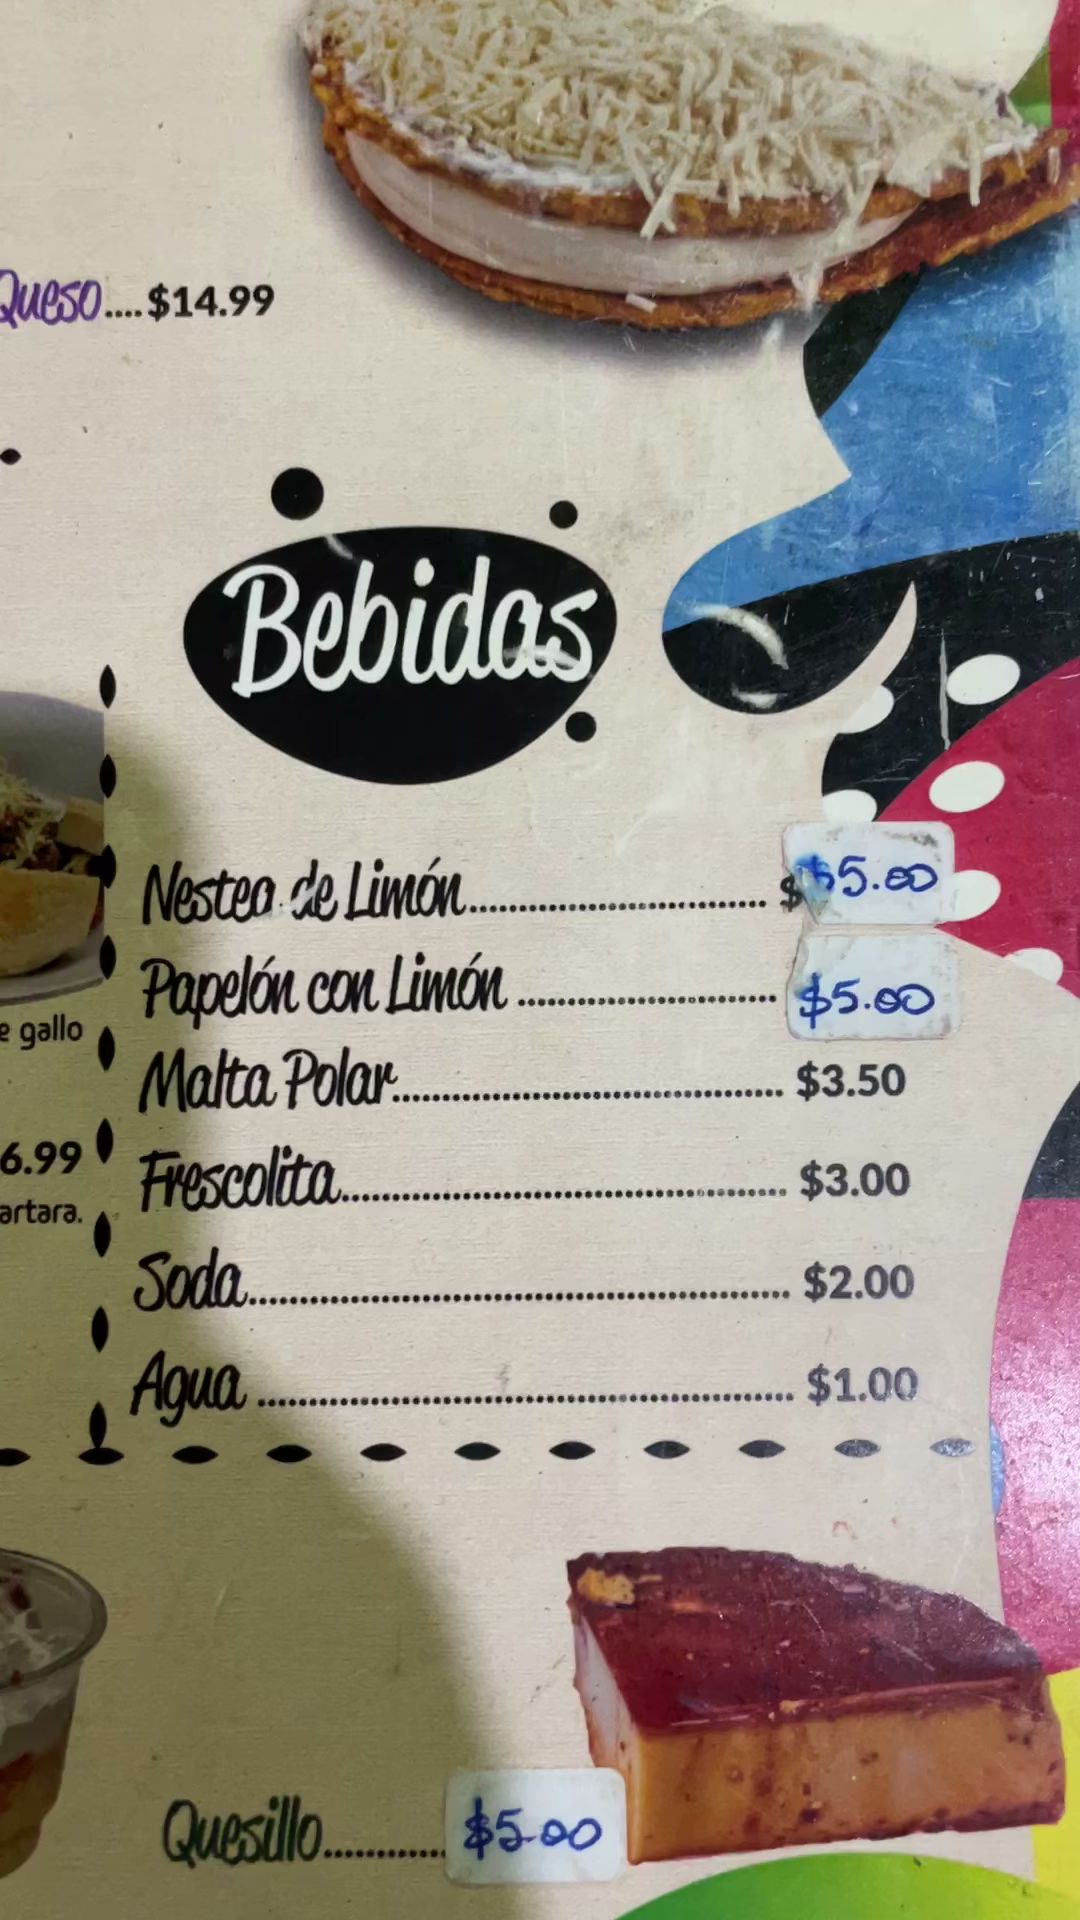 Queso....$14.99
Bebidas
Nestea de Limón............................ $ $5.00
Papelón con Limón ......................... $5.00
Malta Polar...................................... $3.50
Frescolita........................................... $3.00
Soda..................................................... $2.00
Agua .................................................... $1.00
e gallo
6.99
artara.
Quesillo............ $5.00